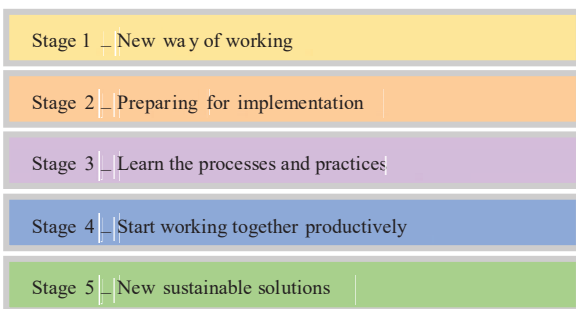 Stage 1 – New way of working
Stage 2 – Preparing for implementation
Stage 3 – Learn the processes and practices
Stage 4 – Start working together productively
Stage 5 – New sustainable solutions